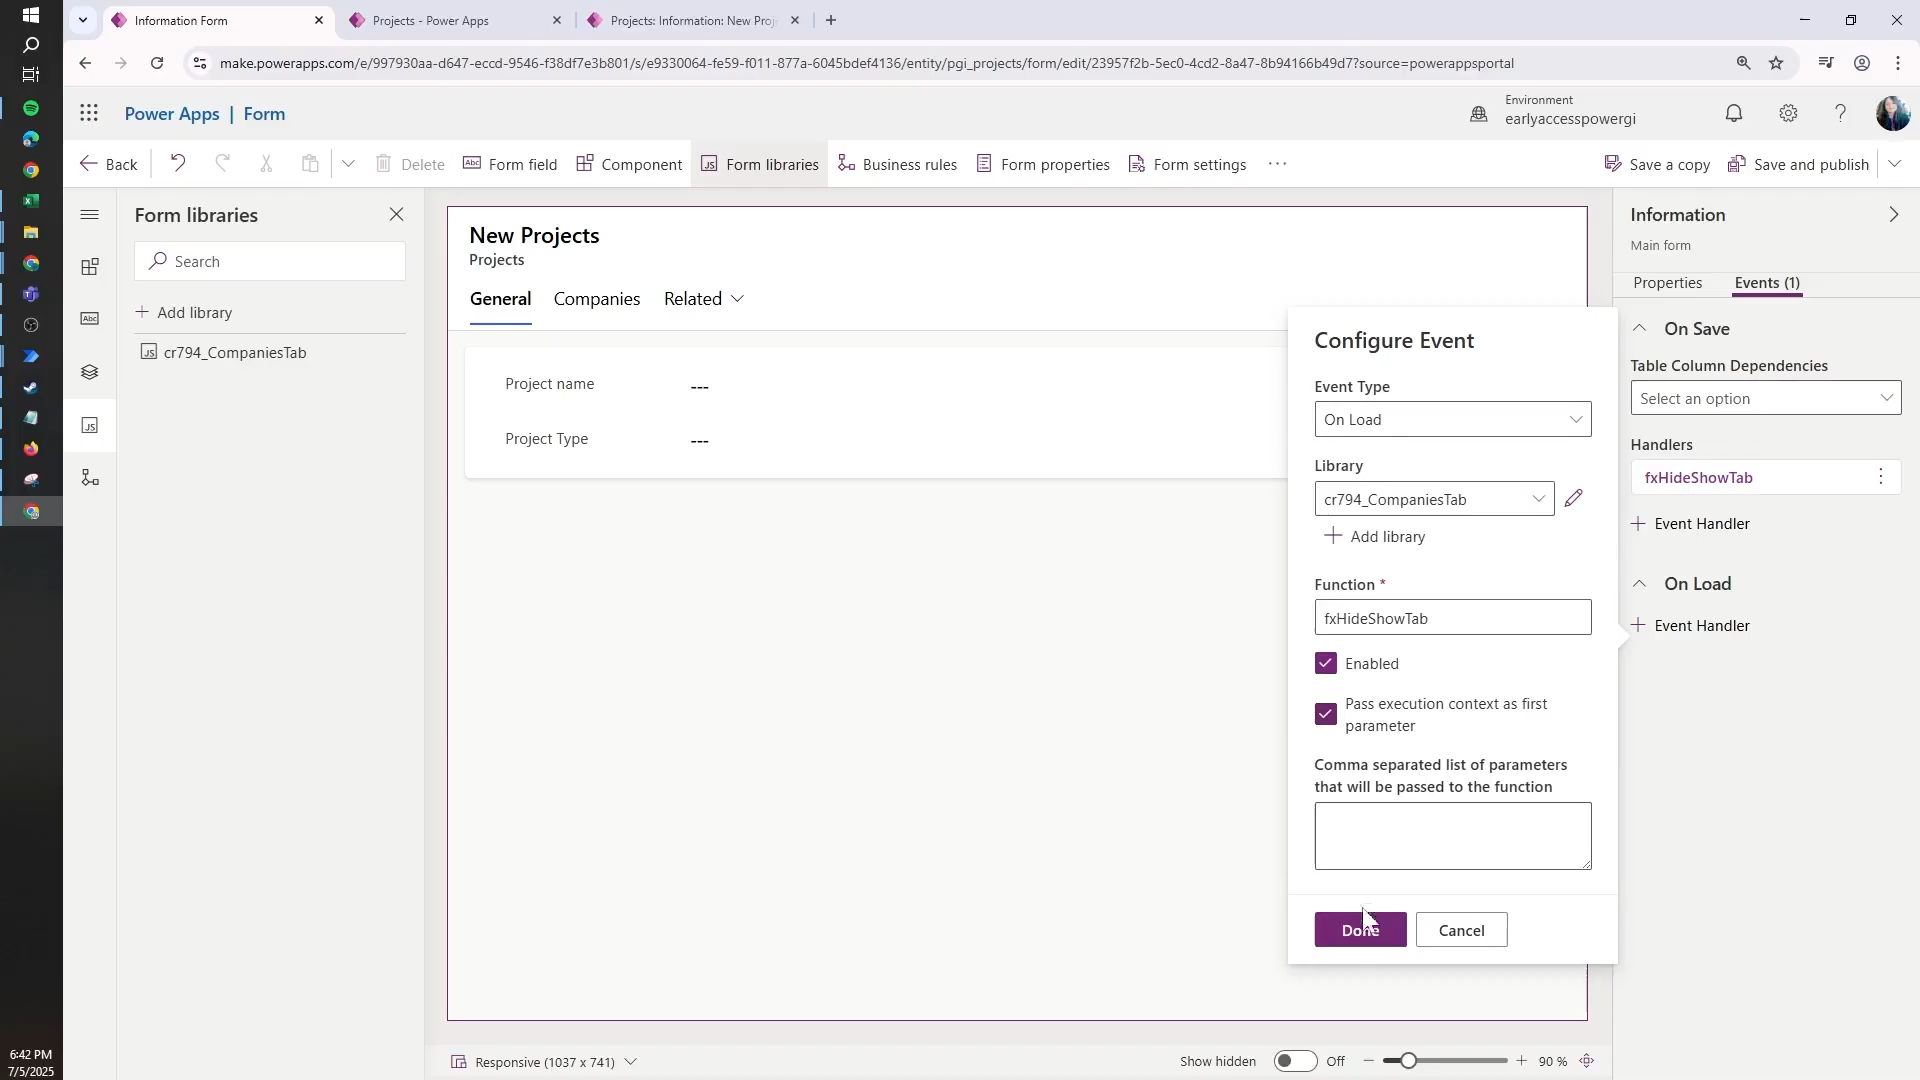 Information Form
Projects - Power Apps
Projects: Information: New Proj
make.powerapps.com/e/997930aa-d647-eccd-9546-f38df7e3b801/s/e9330064-fe59-f011-877a-6045bdef4136/entity/pgi_projects/form/edit/23957f2b-5ec0-4cd2-8a47-8b94166b49d7?source=powerappsportal
Power Apps | Form
Environment
earlyaccesspowergi
Back
Delete
Abc
Form field
Component
JS
Form libraries
Business rules
Form properties
Form settings
Save a copy
Save and publish
Form libraries
Search
Add library
JS
cr794_CompaniesTab
Abc
JS
New Projects
Projects
General
Companies
Related
Project name
---
Project Type
---
Configure Event
Event Type
On Load
Library
cr794_CompaniesTab
Add library
Function *
fxHideShowTab
Enabled
Pass execution context as first
parameter
Comma separated list of parameters
that will be passed to the function
Done
Cancel
Information
Main form
Properties
Events (1)
On Save
Table Column Dependencies
Select an option
Handlers
fxHideShowTab
Event Handler
On Load
Event Handler
Responsive (1037 x 741)
Show hidden
Off
90 %
6:42 PM
7/5/2025